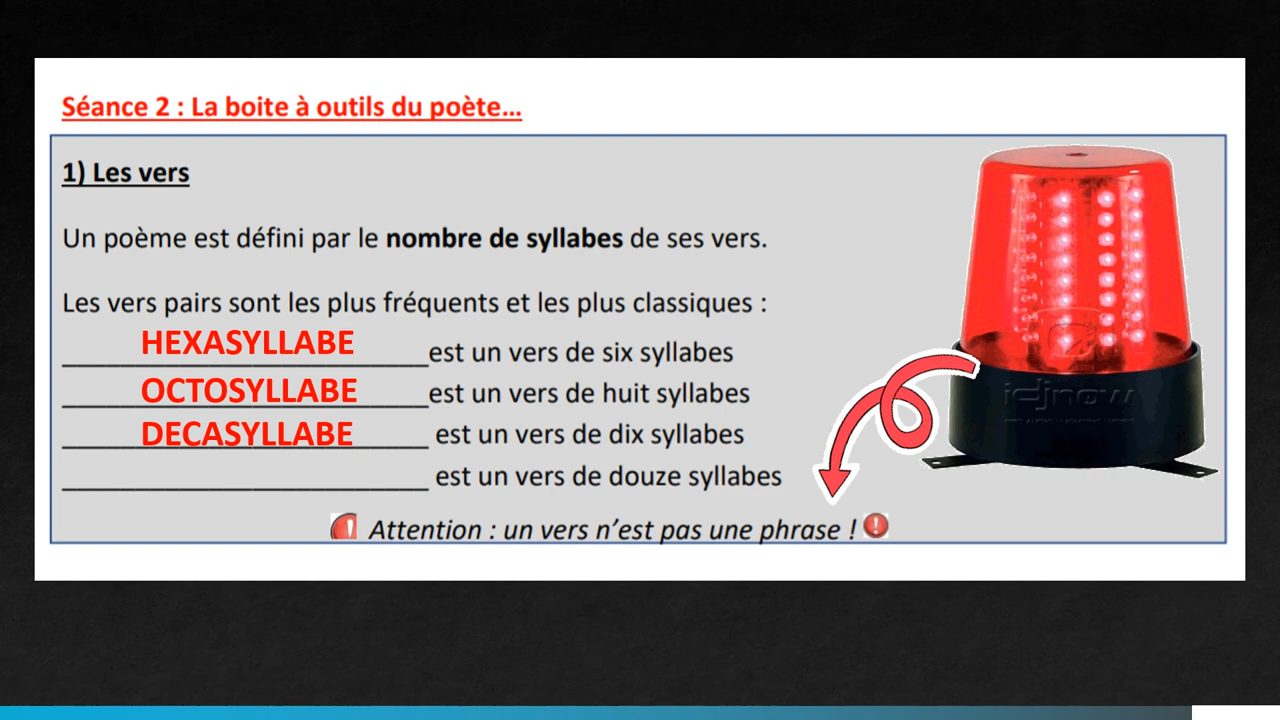 Séance 2 : La boite à outils du poète...
1) Les vers
Un poème est défini par le nombre de syllabes de ses vers.
Les vers pairs sont les plus fréquents et les plus classiques :
HEXASYLLABE est un vers de six syllabes
OCTOSYLLABE est un vers de huit syllabes
DECASYLLABE est un vers de dix syllabes
_________________________ est un vers de douze syllabes
Attention : un vers n'est pas une phrase !
idjnow